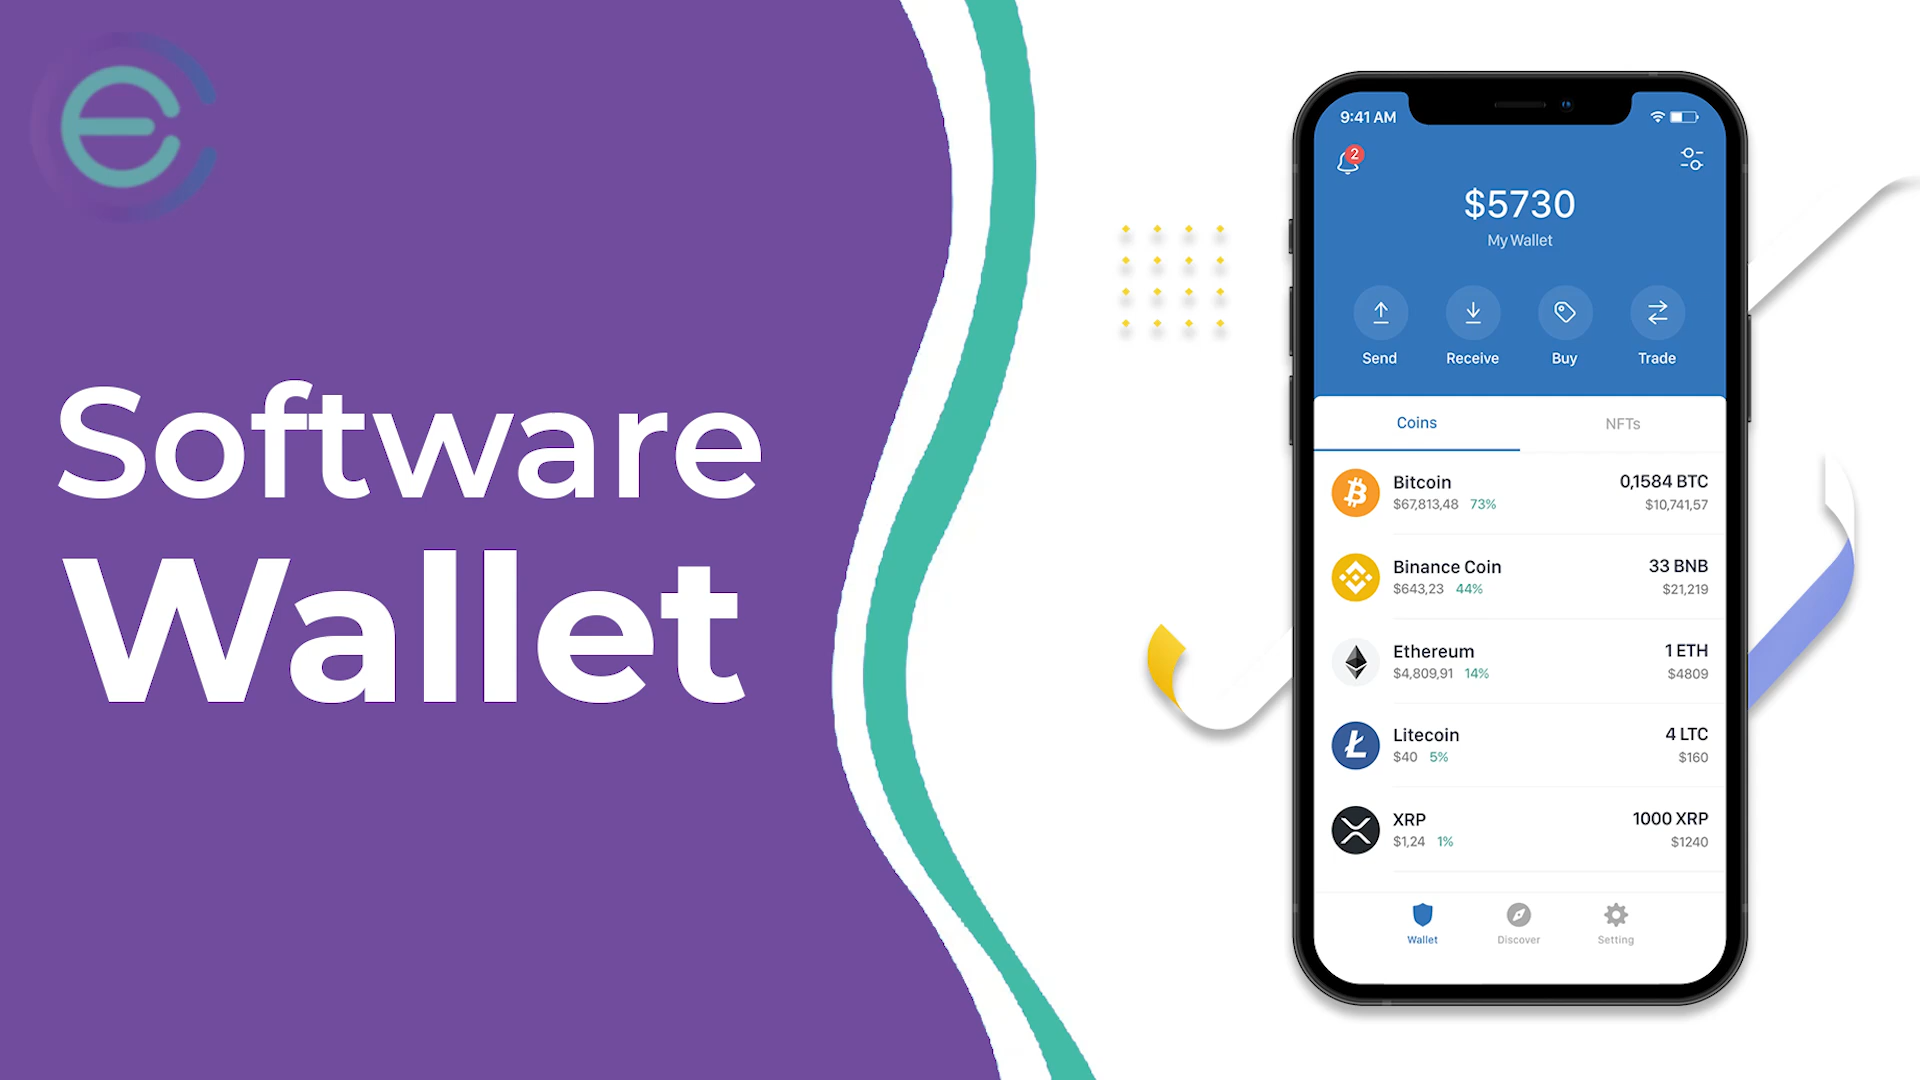 Software
Wallet
9:41 AM
2
$5730
My Wallet
Send Receive Buy Trade
Coins NFTs
Bitcoin 0,1584 BTC
$67,813,48 73% $10,741,57
Binance Coin 33 BNB
$643,23 44% $21,219
Ethereum 1 ETH
$4,809,91 14% $4809
Litecoin 4 LTC
$40 5% $160
XRP 1000 XRP
$1,24 1% $1240
Wallet Discover Setting